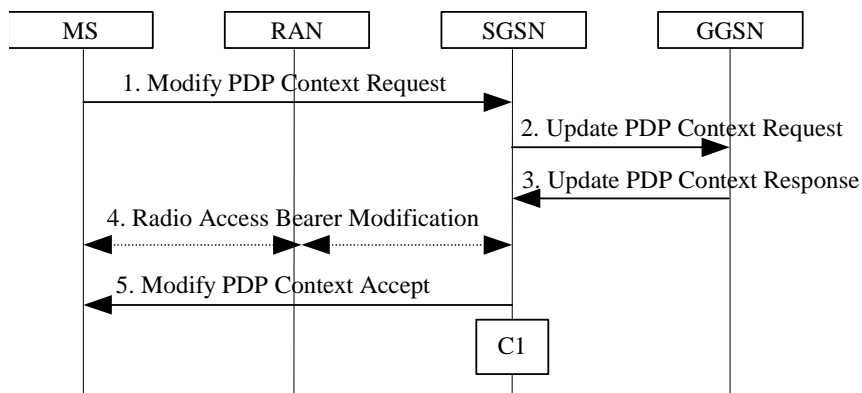 MS RAN SGSN GGSN
1. Modify PDP Context Request
2. Update PDP Context Request
3. Update PDP Context Response
4. Radio Access Bearer Modification
5. Modify PDP Context Accept
C1